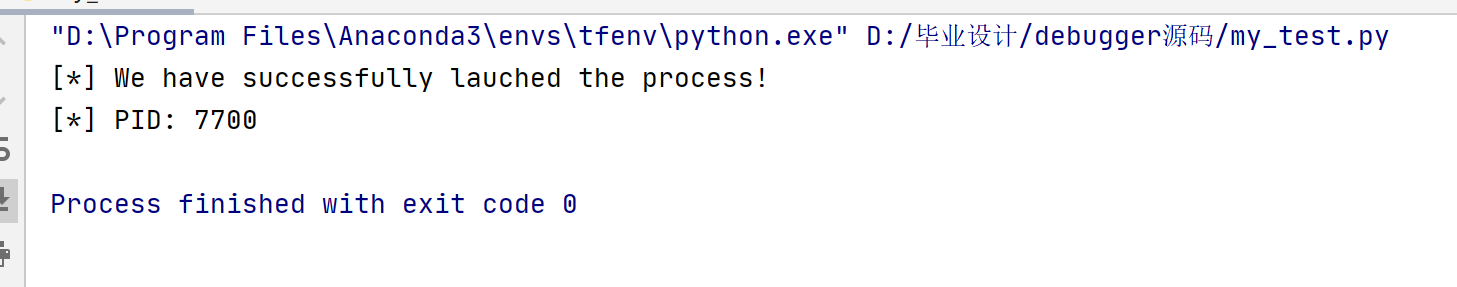 "D:\Program Files\Anaconda3\envs\tfenv\python.exe" D:/毕业设计/debugger源码/my_test.py
[*] We have successfully lauched the process!
[*] PID: 7700
Process finished with exit code 0